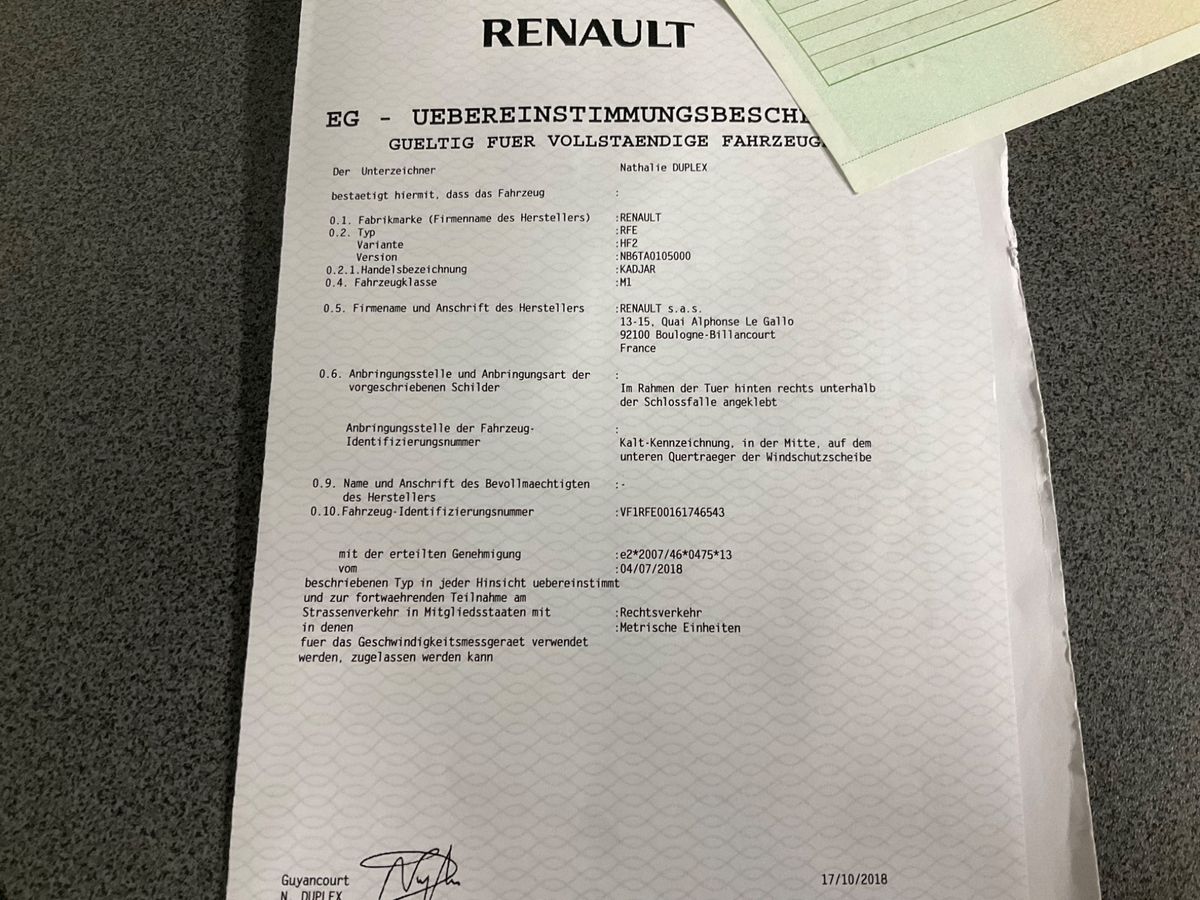 RENAULT
EG - UEBEREINSTIMMUNGSBESCHE
GUELTIG FUER VOLLSTAENDIGE FAHRZEUG
Der Unterzeichner Nathalie DUPLEX
bestaetigt hiermit, dass das Fahrzeug :
0.1. Fabrikmarke (Firmenname des Herstellers) :RENAULT
0.2. Typ :RFE
Variante :HF2
Version :NB6TA0105000
0.2.1.Handelsbezeichnung :KADJAR
0.4. Fahrzeugklasse :M1
0.5. Firmename und Anschrift des Herstellers :RENAULT s.a.s.
13-15, Quai Alphonse Le Gallo
92100 Boulogne-Billancourt
France
0.6. Anbringungsstelle und Anbringungsart der :
vorgeschriebenen Schilder Im Rahmen der Tuer hinten rechts unterhalb
der Schlossfalle angeklebt
Anbringungsstelle der Fahrzeug- :
Identifizierungsnummer Kalt-Kennzeichnung, in der Mitte, auf dem
unteren Quertraeger der Windschutzscheibe
0.9. Name und Anschrift des Bevollmaechtigten :-
des Herstellers
0.10.Fahrzeug-Identifizierungsnummer :VF1RFE00161746543
mit der erteilten Genehmigung :e2*2007/46*0475*13
vom :04/07/2018
beschriebenen Typ in jeder Hinsicht uebereinstimmt
und zur fortwaehrenden Teilnahme am
Strassenverkehr in Mitgliedsstaaten mit :Rechtsverkehr
in denen :Metrische Einheiten
fuer das Geschwindigkeitsmessgeraet verwendet
werden, zugelassen werden kann
Guyancourt 17/10/2018
N. DUPLEX